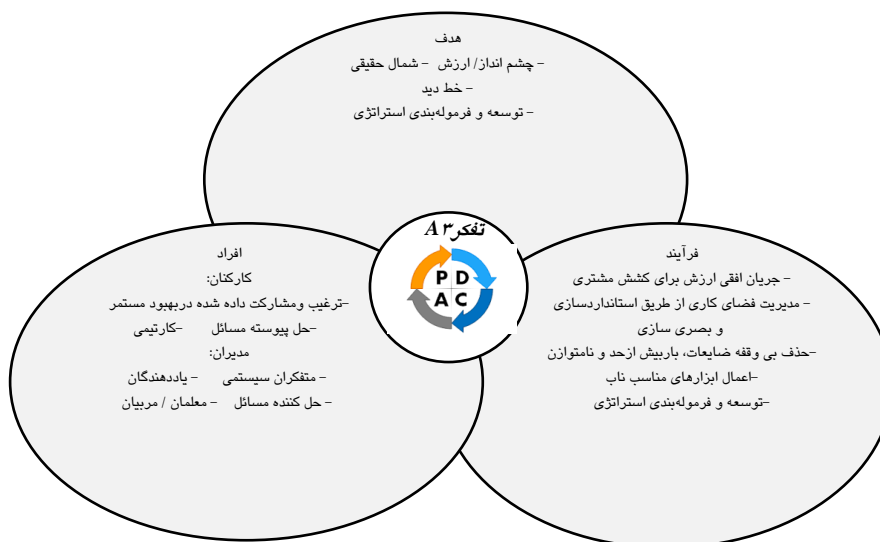 هدف
– چشم انداز/ ارزش – شمال حقیقی
– خط دید
– توسعه و فرموله‌بندی استراتژی
تفکر A۳
P D
A C
فرآیند
– جریان افقی ارزش برای کشش مشتری
– مدیریت فضای کاری از طریق استانداردسازی
و بصری سازی
–حذف بی وقفه ضایعات، باربیش ازحد و نامتوازن
–اعمال ابزارهای مناسب ناب
–توسعه و فرموله‌بندی استراتژی
افراد
کارکنان:
–ترغیب ومشارکت داده شده دربهبود مستمر
–حل پیوسته مسائل –کارتیمی
مدیران:
– متفکران سیستمی – یاددهندگان
– حل کننده مسائل – معلمان / مربیان